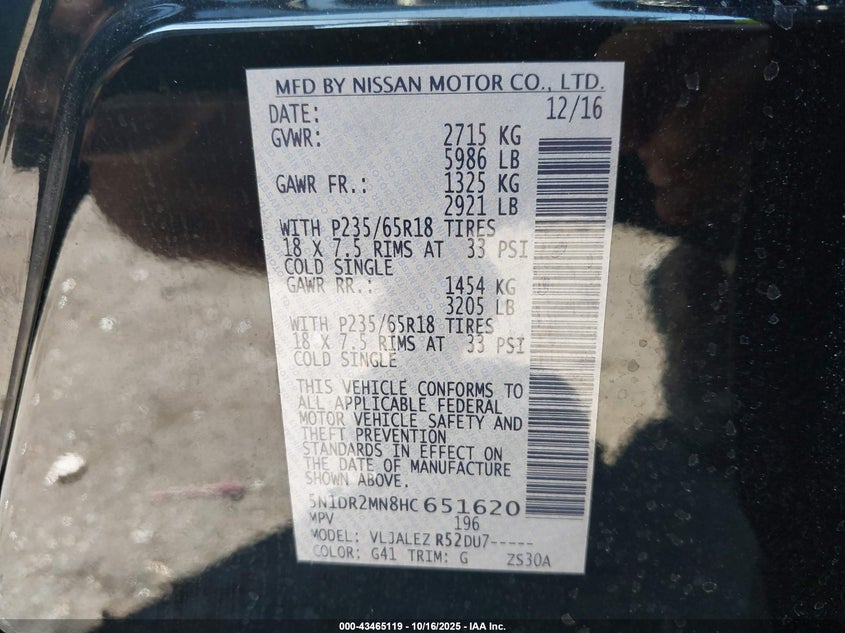 MFD BY NISSAN MOTOR CO., LTD.
DATE: 12/16
GVWR: 2715 KG
5986 LB
GAWR FR.: 1325 KG
2921 LB
WITH P235/65R18 TIRES
18 X 7.5 RIMS AT 33 PSI
COLD SINGLE
GAWR RR.: 1454 KG
3205 LB
WITH P235/65R18 TIRES
18 X 7.5 RIMS AT 33 PSI
COLD SINGLE
THIS VEHICLE CONFORMS TO
ALL APPLICABLE FEDERAL
MOTOR VEHICLE SAFETY AND
THEFT PREVENTION
STANDARDS IN EFFECT ON
THE DATE OF MANUFACTURE
SHOWN ABOVE.
5N1DR2MN8HC651620
MPV 196
MODEL: VLJALEZ R52DU7-----
COLOR: G41 TRIM: G ZS30A
000-43465119 - 10/16/2025 - IAA Inc.